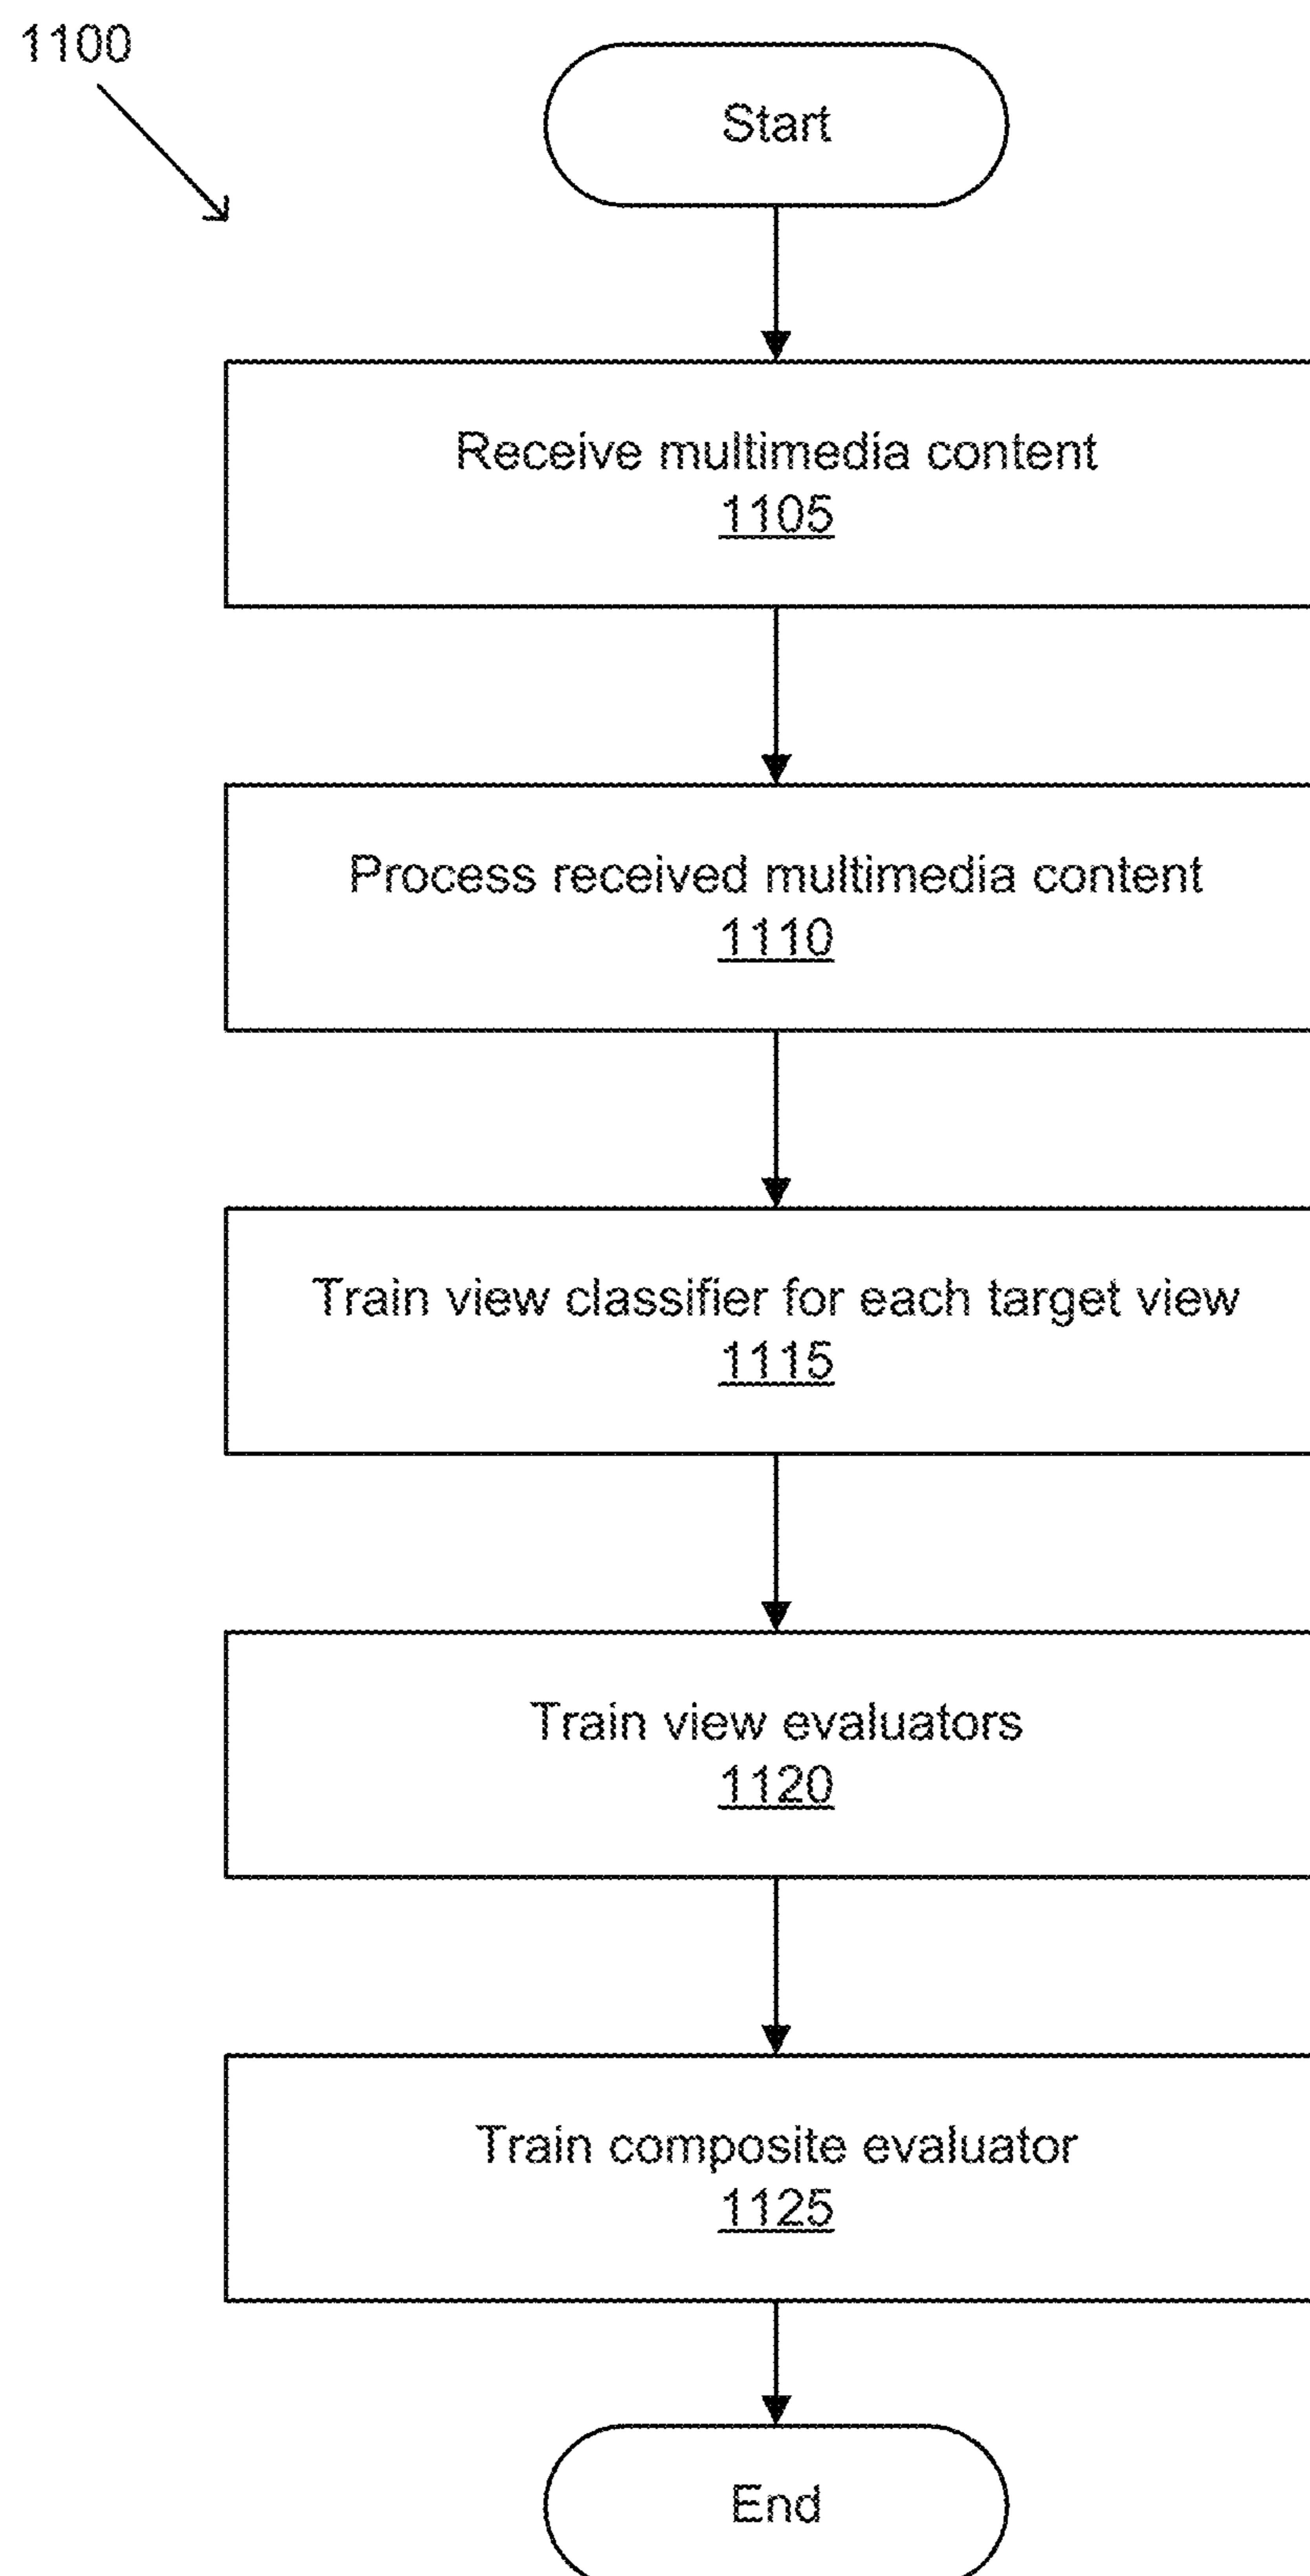 1100
Start
Receive multimedia content
1105
Process received multimedia content
1110
Train view classifier for each target view
1115
Train view evaluators
1120
Train composite evaluator
1125
End